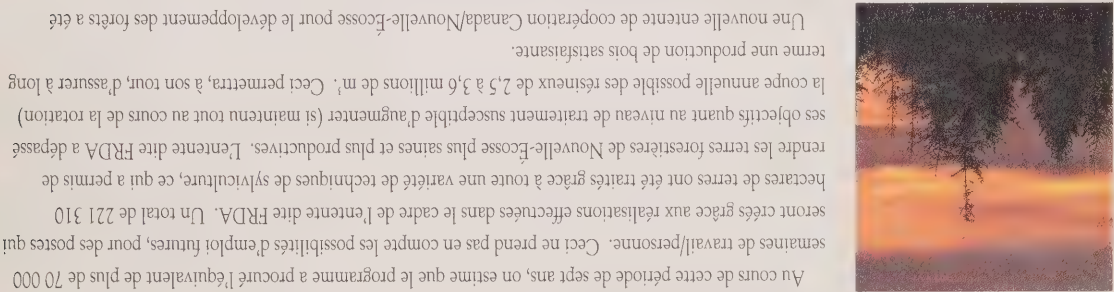 Au cours de cette période de sept ans, on estime que le programme a procuré l'équivalent de plus de 70 000
semaines de travail/personne. Ceci ne prend pas en compte les possibilités d'emploi futures, pour des postes qui
seront créés grâce aux réalisations effectuées dans le cadre de l'entente dite FRDA. Un total de 221 310
hectares de terres ont été traités grâce à toute une variété de techniques de sylviculture, ce qui a permis de
rendre les terres forestières de Nouvelle-Écosse plus saines et plus productives. L'entente dite FRDA a dépassé
ses objectifs quant au niveau de traitement susceptible d'augmenter (si maintenu tout au cours de la rotation)
la coupe annuelle possible des résineux de 2,5 à 3,6 millions de m³. Ceci permettra, à son tour, d'assurer à long
terme une production de bois satisfaisante.
Une nouvelle entente de coopération Canada/Nouvelle-Écosse pour le développement des forêts a été